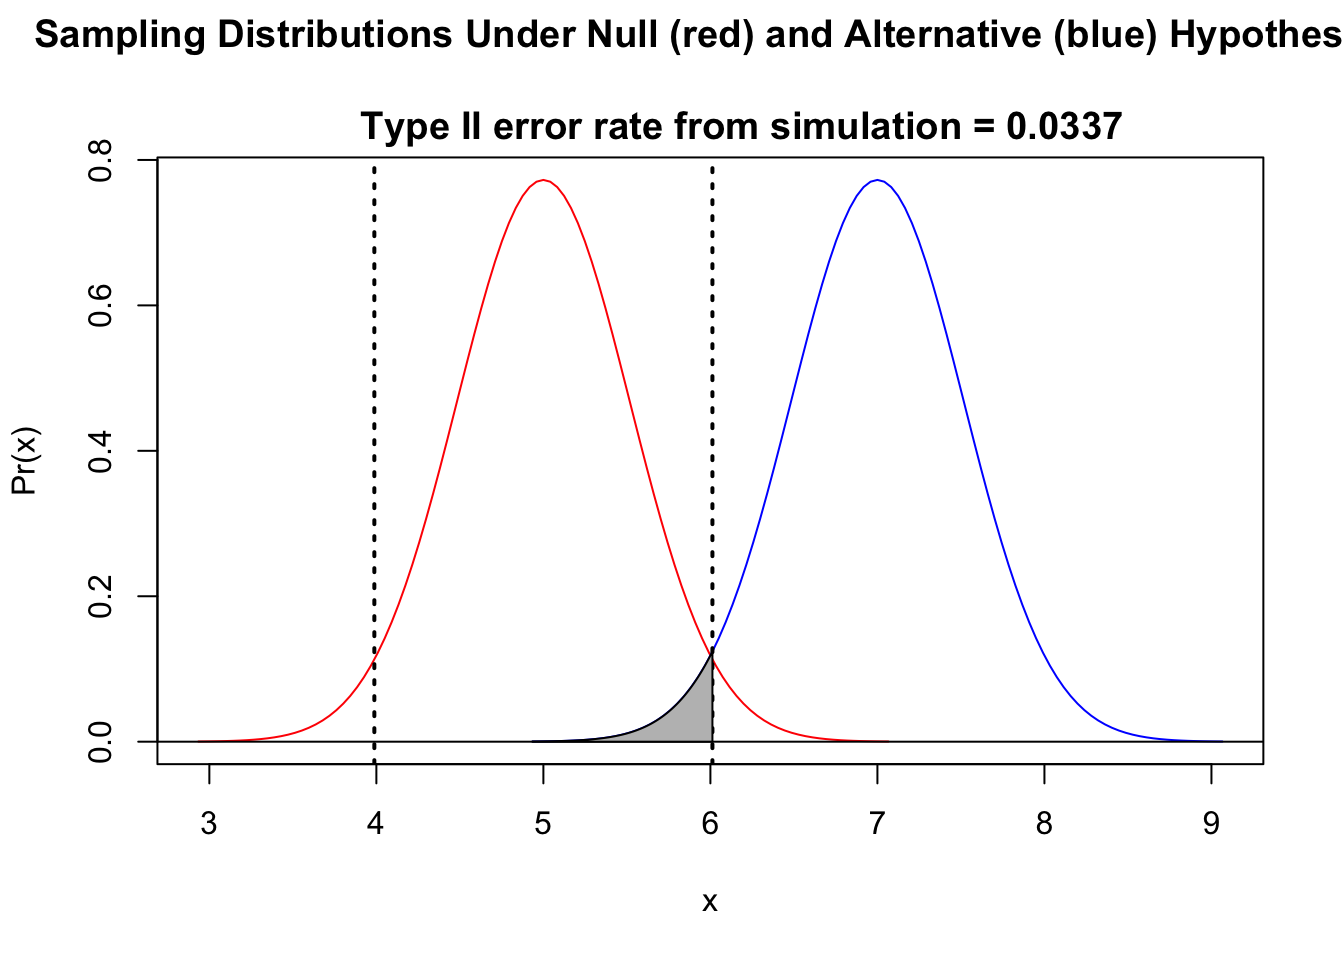 Sampling Distributions Under Null (red) and Alternative (blue) Hypothes
Type II error rate from simulation = 0.0337
0.8
0.6
0.4
0.2
0.0
Pr(x)
3 4 5 6 7 8 9
x